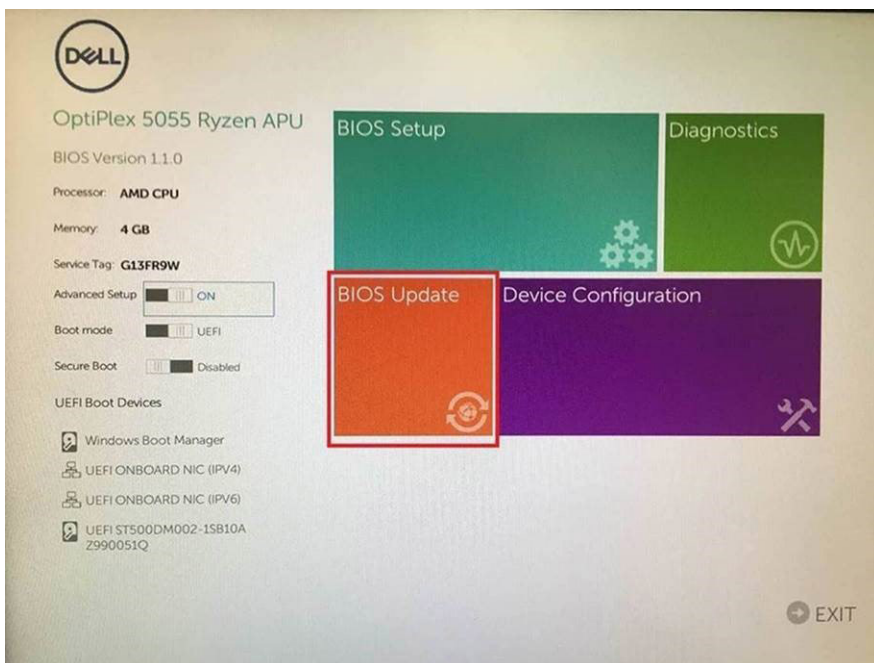 DELL
OptiPlex 5055 Ryzen APU
BIOS Version 1.1.0
Processor: AMD CPU
Memory: 4 GB
Service Tag: G13FR9W
Advanced Setup ON
Boot mode UEFI
Secure Boot Disabled
UEFI Boot Devices
Windows Boot Manager
UEFI ONBOARD NIC (IPV4)
UEFI ONBOARD NIC (IPV6)
UEFI ST500DM002-1SB10A
Z990051Q
BIOS Setup
Diagnostics
BIOS Update
Device Configuration
EXIT